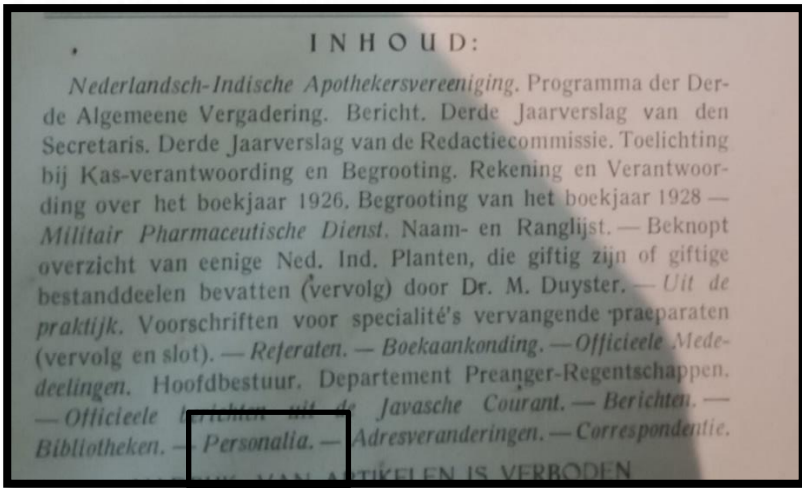 INHOUD:
Nederlandsch-Indische Apothekersvereeniging. Programma der Der-
de Algemeene Vergadering. Bericht. Derde Jaarverslag van den
Secretaris. Derde Jaarverslag van de Redactiecommissie. Toelichting
bij Kas-verantwoording en Begrooting. Rekening en Verantwoor-
ding over het boekjaar 1926. Begrooting van het boekjaar 1928 —
Militair Pharmaceutische Dienst. Naam- en Ranglijst. — Beknopt
overzicht van eenige Ned. Ind. Planten, die giftig zijn of giftige
bestanddeelen bevatten (vervolg) door Dr. M. Duyster. — Uit de
praktijk. Voorschriften voor specialité's vervangende praeparaten
(vervolg en slot). — Referaten. — Boekaankonding. — Officieele Mede-
deelingen. Hoofdbestuur. Departement Preanger-Regentschappen.
— Officieele berichten uit de Javasche Courant. — Berichten. —
Bibliotheken. — Personalia. — Adresveranderingen. — Correspondentie.
VAN ARTIKELEN IS VERBODEN